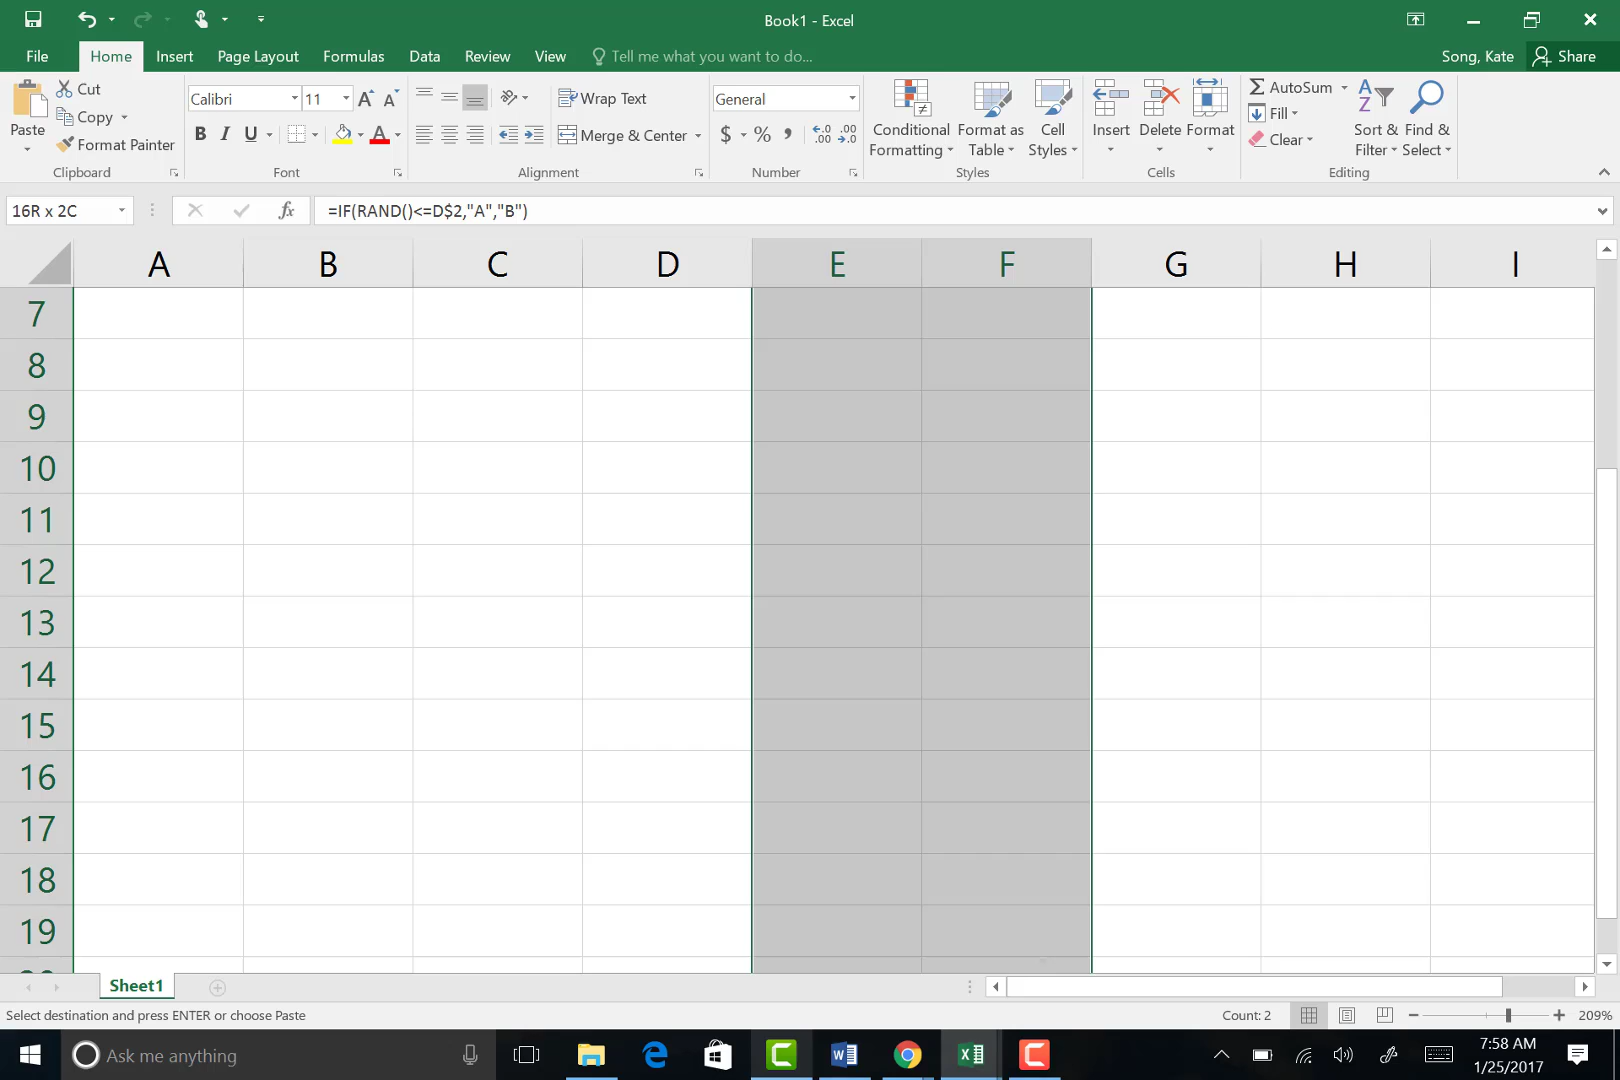 Book1 - Excel
File Home Insert Page Layout Formulas Data Review View Tell me what you want to do... Song, Kate Share
Paste Cut Copy Format Painter Clipboard
Calibri 11 B I U A Font
Wrap Text Merge & Center Alignment
General $ % Number
Conditional Formatting Format as Table Cell Styles Styles
Insert Delete Format Cells
AutoSum Fill Clear Sort & Filter Find & Select Editing
16R x 2C fx =IF(RAND()<=D$2,"A","B")
A B C D E F G H I
7
8
9
10
11
12
13
14
15
16
17
18
19
Sheet1
Select destination and press ENTER or choose Paste Count: 2 209%
Ask me anything 7:58 AM
1/25/2017